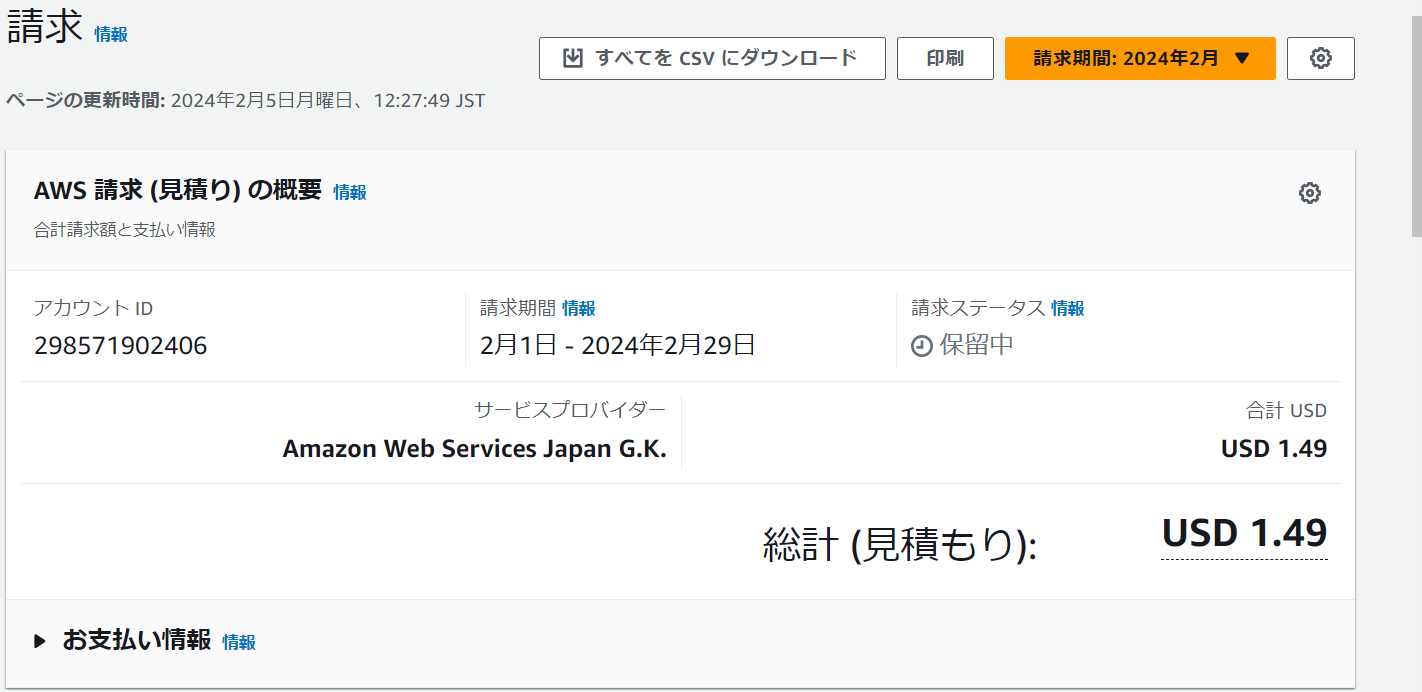 請求 情報
すべてを CSV にダウンロード 印刷 請求期間: 2024年2月 ▼
ページの更新時間: 2024年2月5日月曜日、12:27:49 JST
AWS 請求 (見積り) の概要 情報
合計請求額と支払い情報
アカウント ID 請求期間 情報 請求ステータス 情報
298571902406 2月1日 - 2024年2月29日 保留中
サービスプロバイダー 合計 USD
Amazon Web Services Japan G.K. USD 1.49
総計 (見積もり): USD 1.49
お支払い情報 情報